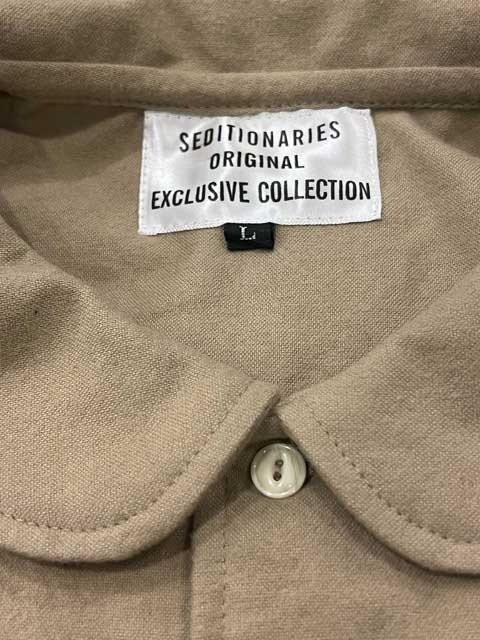 SEDITIONARIES
ORIGINAL
EXCLUSIVE COLLECTION
L